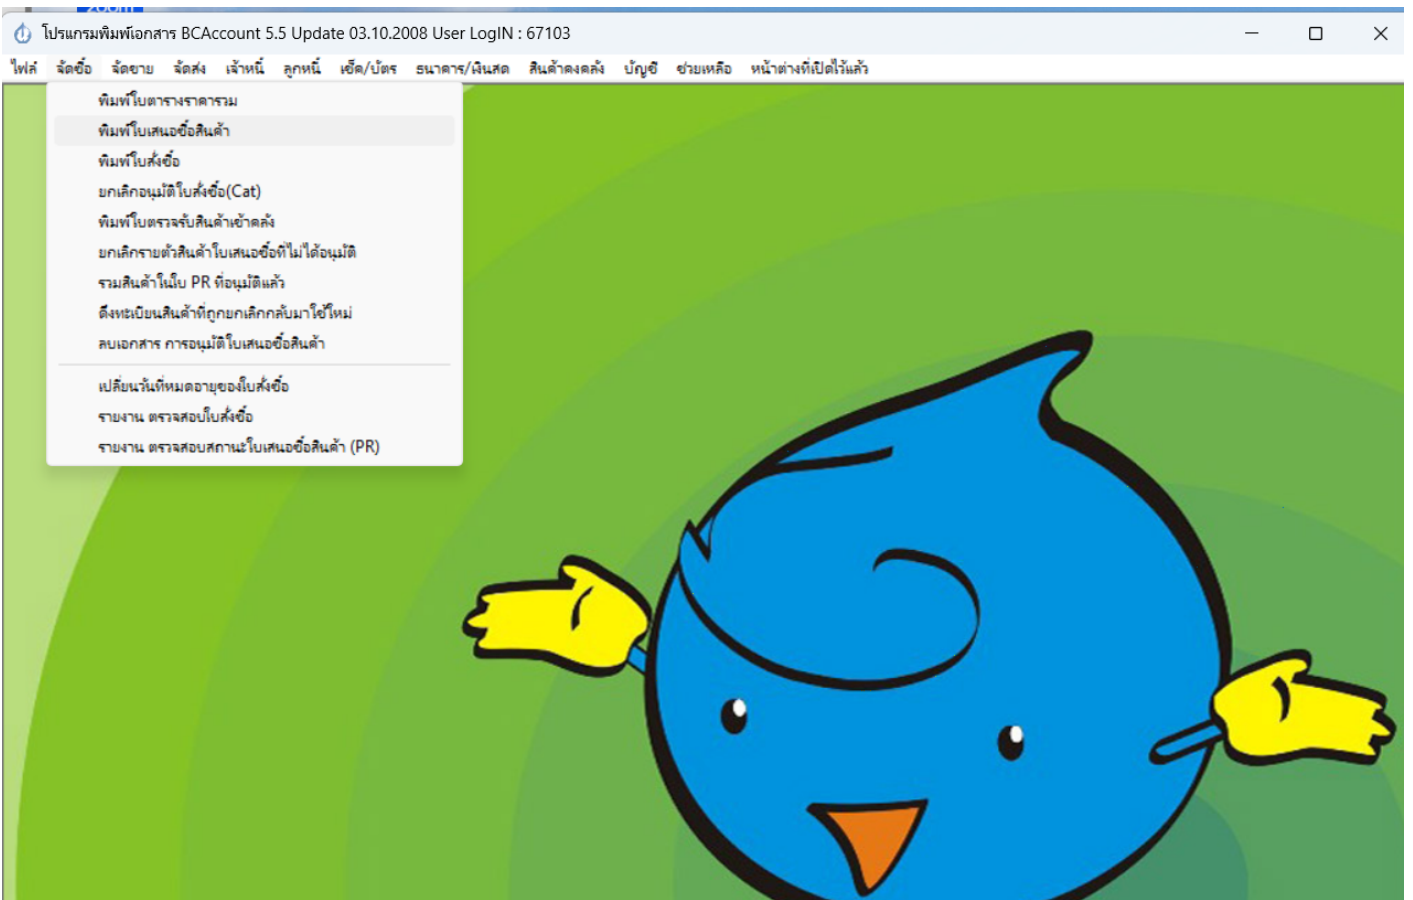 zoom
โปรแกรมพิมพ์เอกสาร BCAccount 5.5 Update 03.10.2008 User LogIN : 67103
ไฟล์ จัดซื้อ จัดขาย จัดส่ง เจ้าหนี้ ลูกหนี้ เช็ค/บัตร ธนาคาร/เงินสด สินค้าคงคลัง บัญชี ช่วยเหลือ หน้าต่างที่เปิดไว้แล้ว
พิมพ์ใบตารางราคารวม
พิมพ์ใบเสนอซื้อสินค้า
พิมพ์ใบสั่งซื้อ
ยกเลิกอนุมัติใบสั่งซื้อ(Cat)
พิมพ์ใบตรวจรับสินค้าเข้าคลัง
ยกเลิกรายตัวสินค้าใบเสนอซื้อที่ไม่ได้อนุมัติ
รวมสินค้าในใบ PR ที่อนุมัติแล้ว
ดึงทะเบียนสินค้าที่ถูกยกเลิกกลับมาใช้ใหม่
ลบเอกสาร การอนุมัติใบเสนอซื้อสินค้า
เปลี่ยนวันที่หมดอายุของใบสั่งซื้อ
รายงาน ตรวจสอบใบสั่งซื้อ
รายงาน ตรวจสอบสถานะใบเสนอซื้อสินค้า (PR)